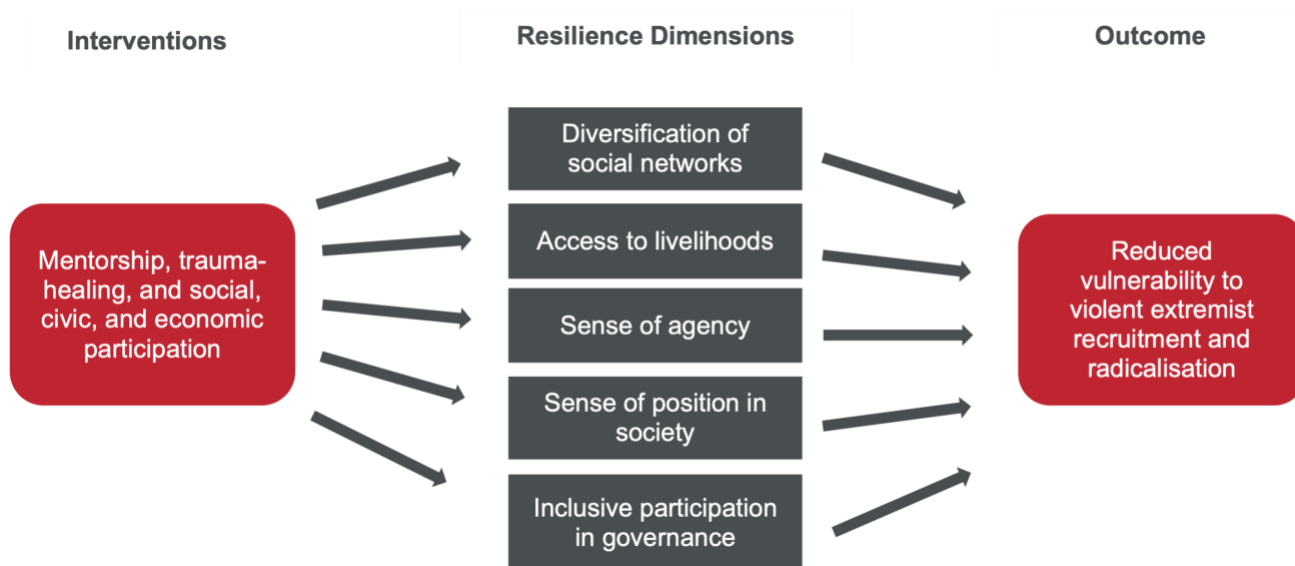 Interventions
Resilience Dimensions
Outcome
Mentorship, trauma-
healing, and social,
civic, and economic
participation
Diversification of
social networks
Access to livelihoods
Sense of agency
Sense of position in
society
Inclusive participation
in governance
Reduced
vulnerability to
violent extremist
recruitment and
radicalisation